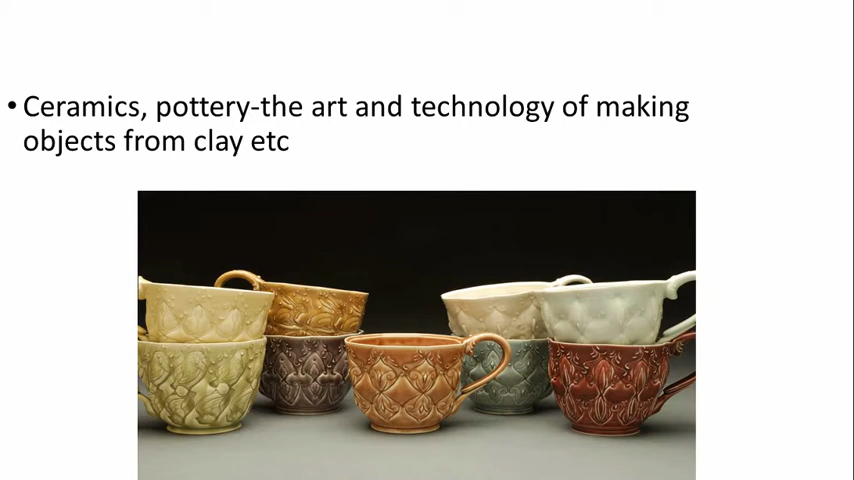 • Ceramics, pottery-the art and technology of making
objects from clay etc